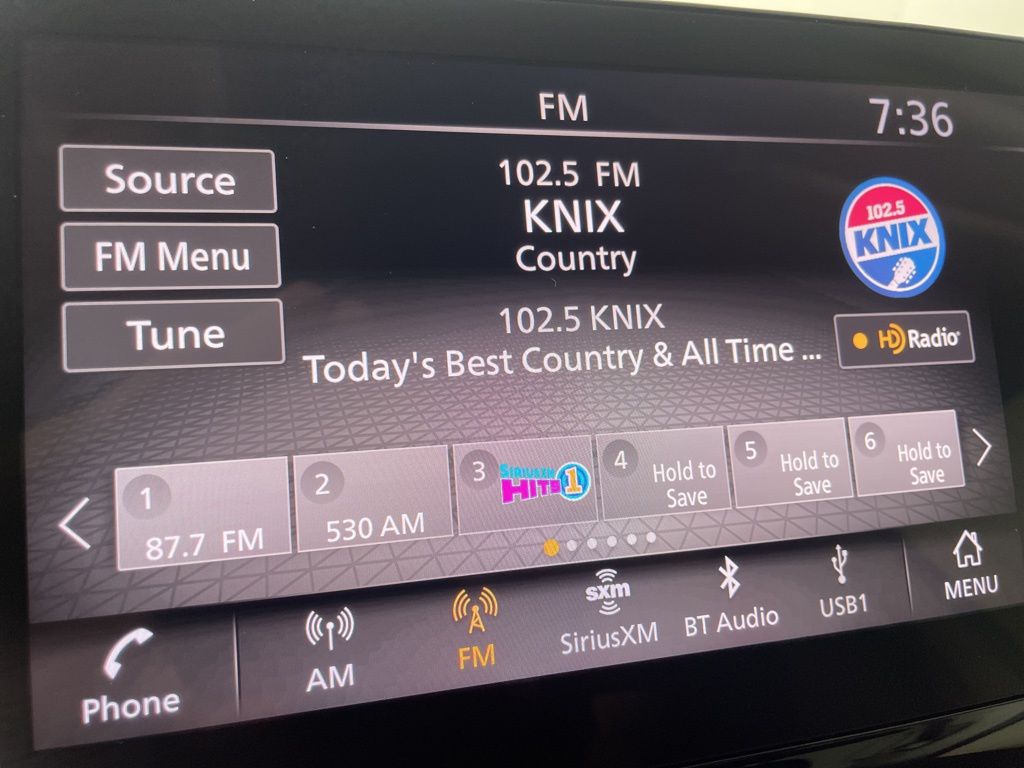 FM
7:36
Source
FM Menu
Tune
102.5 FM
KNIX
Country
102.5 KNIX
Today's Best Country & All Time ...
102.5
KNIX
HD Radio
1
87.7 FM
2
530 AM
3
SIRIUSXM
HITS 1
4
Hold to
Save
5
Hold to
Save
6
Hold to
Save
Phone
AM
FM
sxm
SiriusXM
BT Audio
USB1
MENU